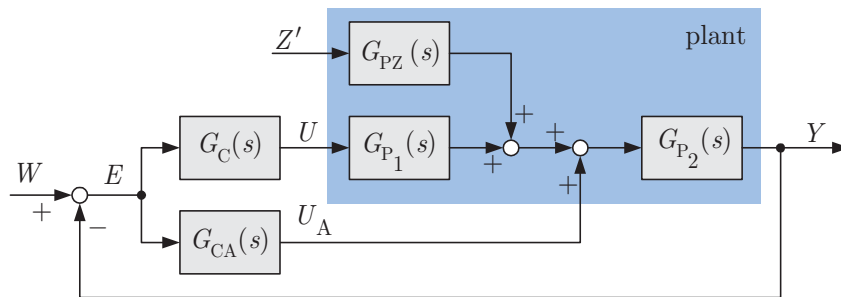 plant
Z′
G_PZ(s)
+
G_C(s)
U
G_P1(s)
+
+
G_P2(s)
Y
W
E
+
−
G_CA(s)
U_A
+